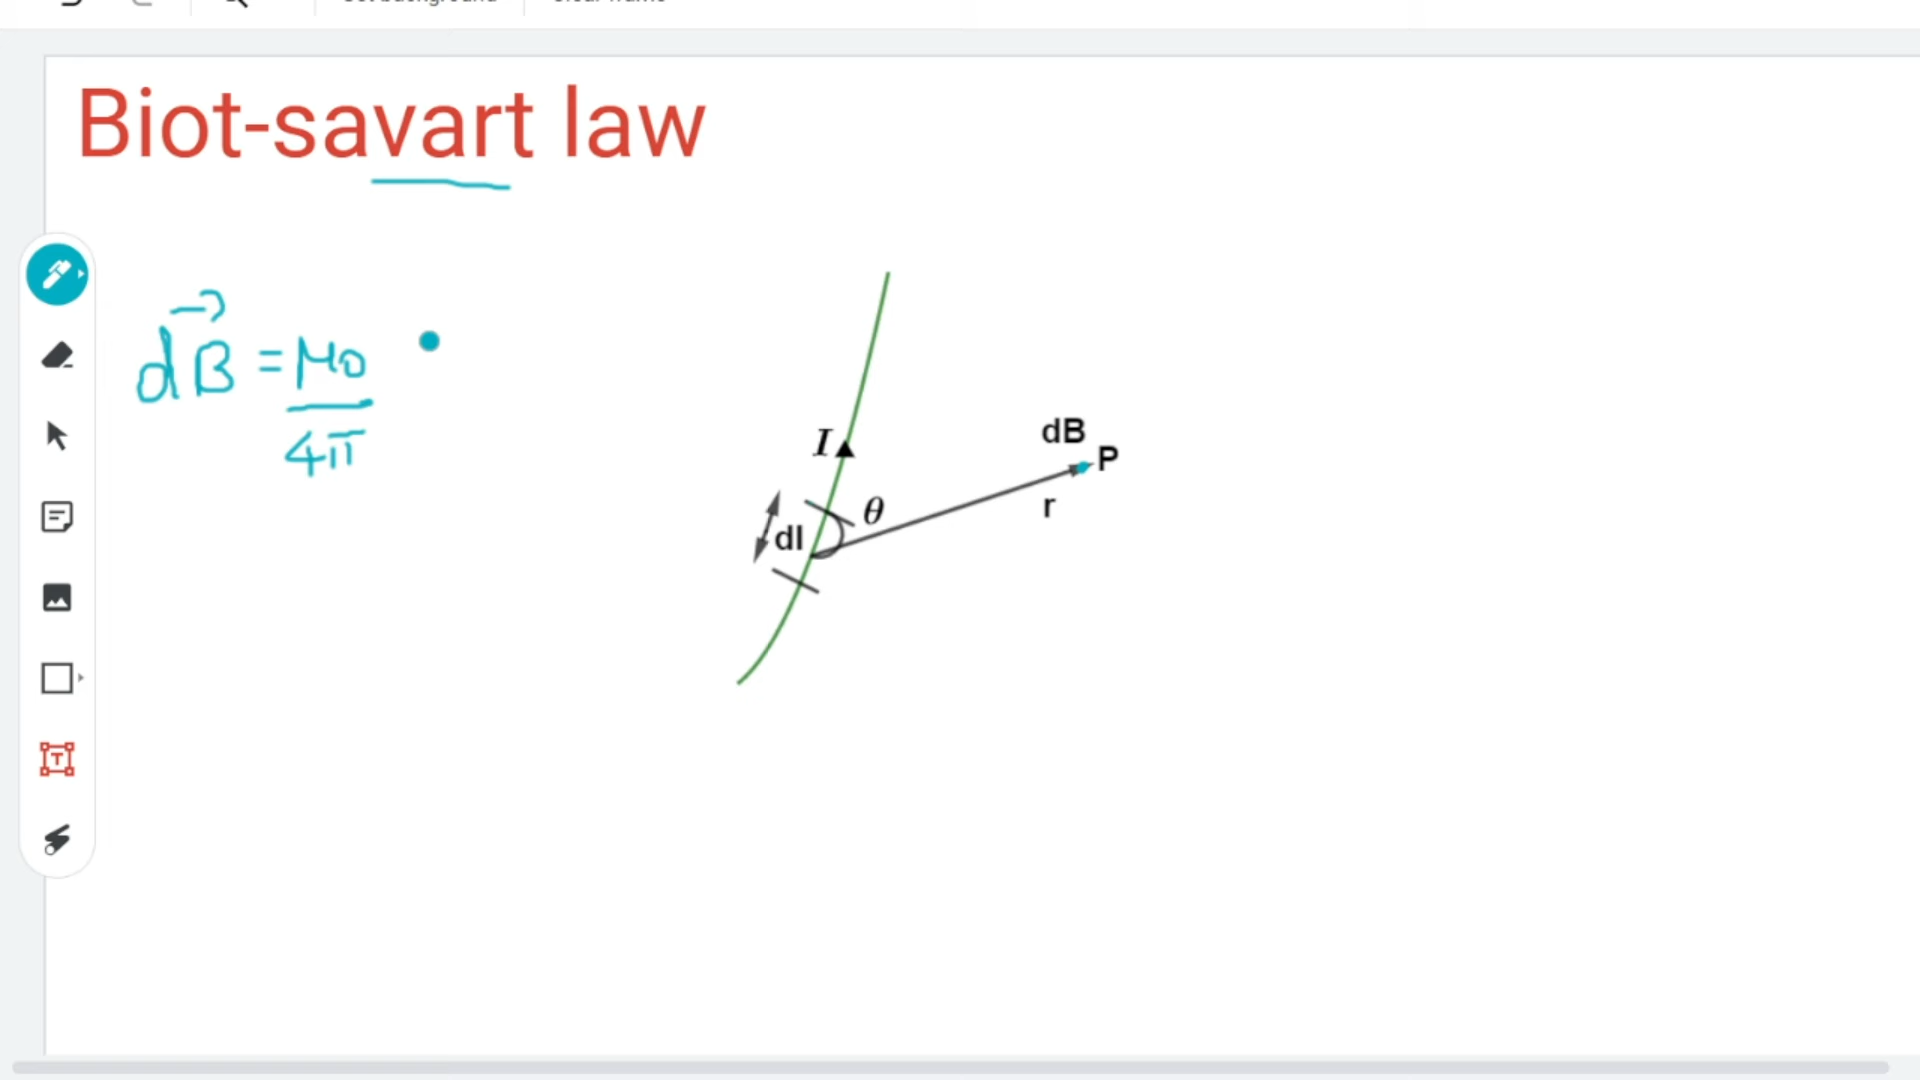 Biot-savart law
dB⃗ = μ0
4π
I
dB
P
θ
r
dl
T